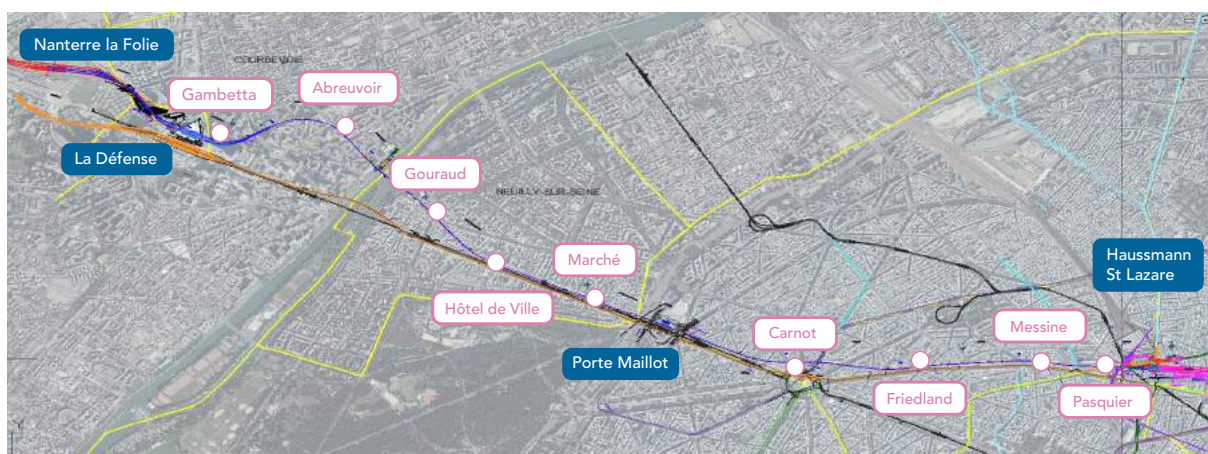 Nanterre la Folie
COURBEVOIE
Gambetta
Abreuvoir
La Défense
Gouraud
NEUILLY-SUR-SEINE
Marché
Haussmann
St Lazare
Hôtel de Ville
Carnot
Messine
Porte Maillot
Friedland
Pasquier